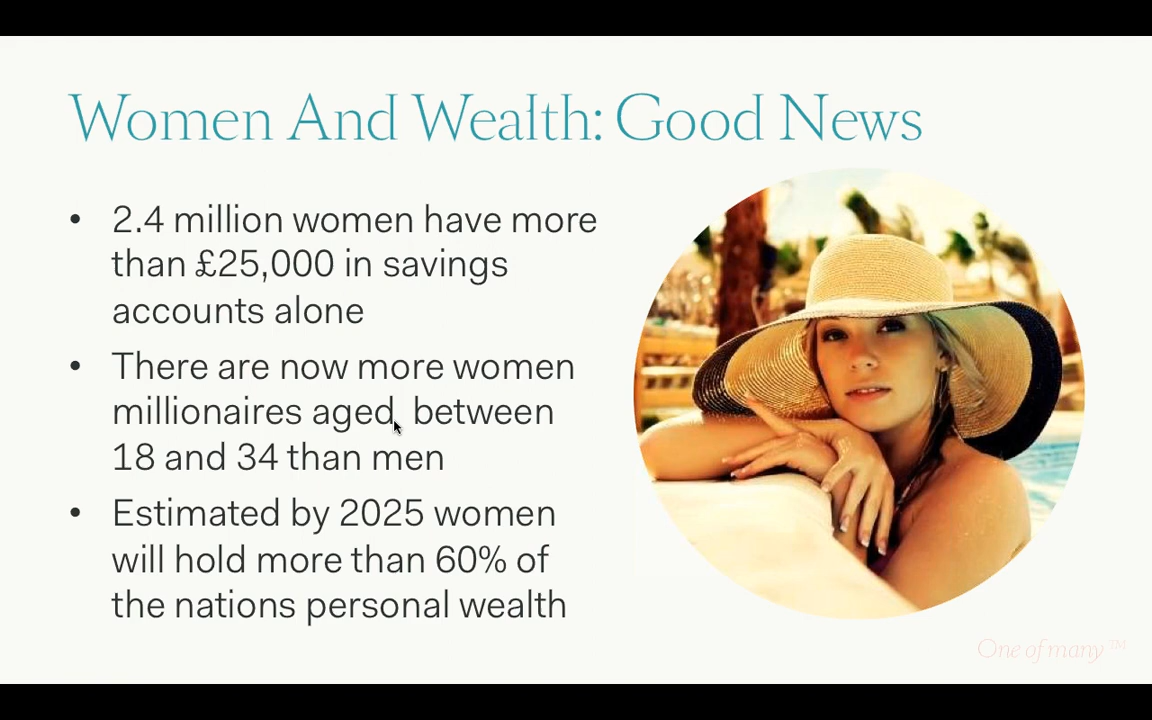 Women And Wealth: Good News
• 2.4 million women have more
than £25,000 in savings
accounts alone
• There are now more women
millionaires aged, between
18 and 34 than men
• Estimated by 2025 women
will hold more than 60% of
the nations personal wealth
One of many ™